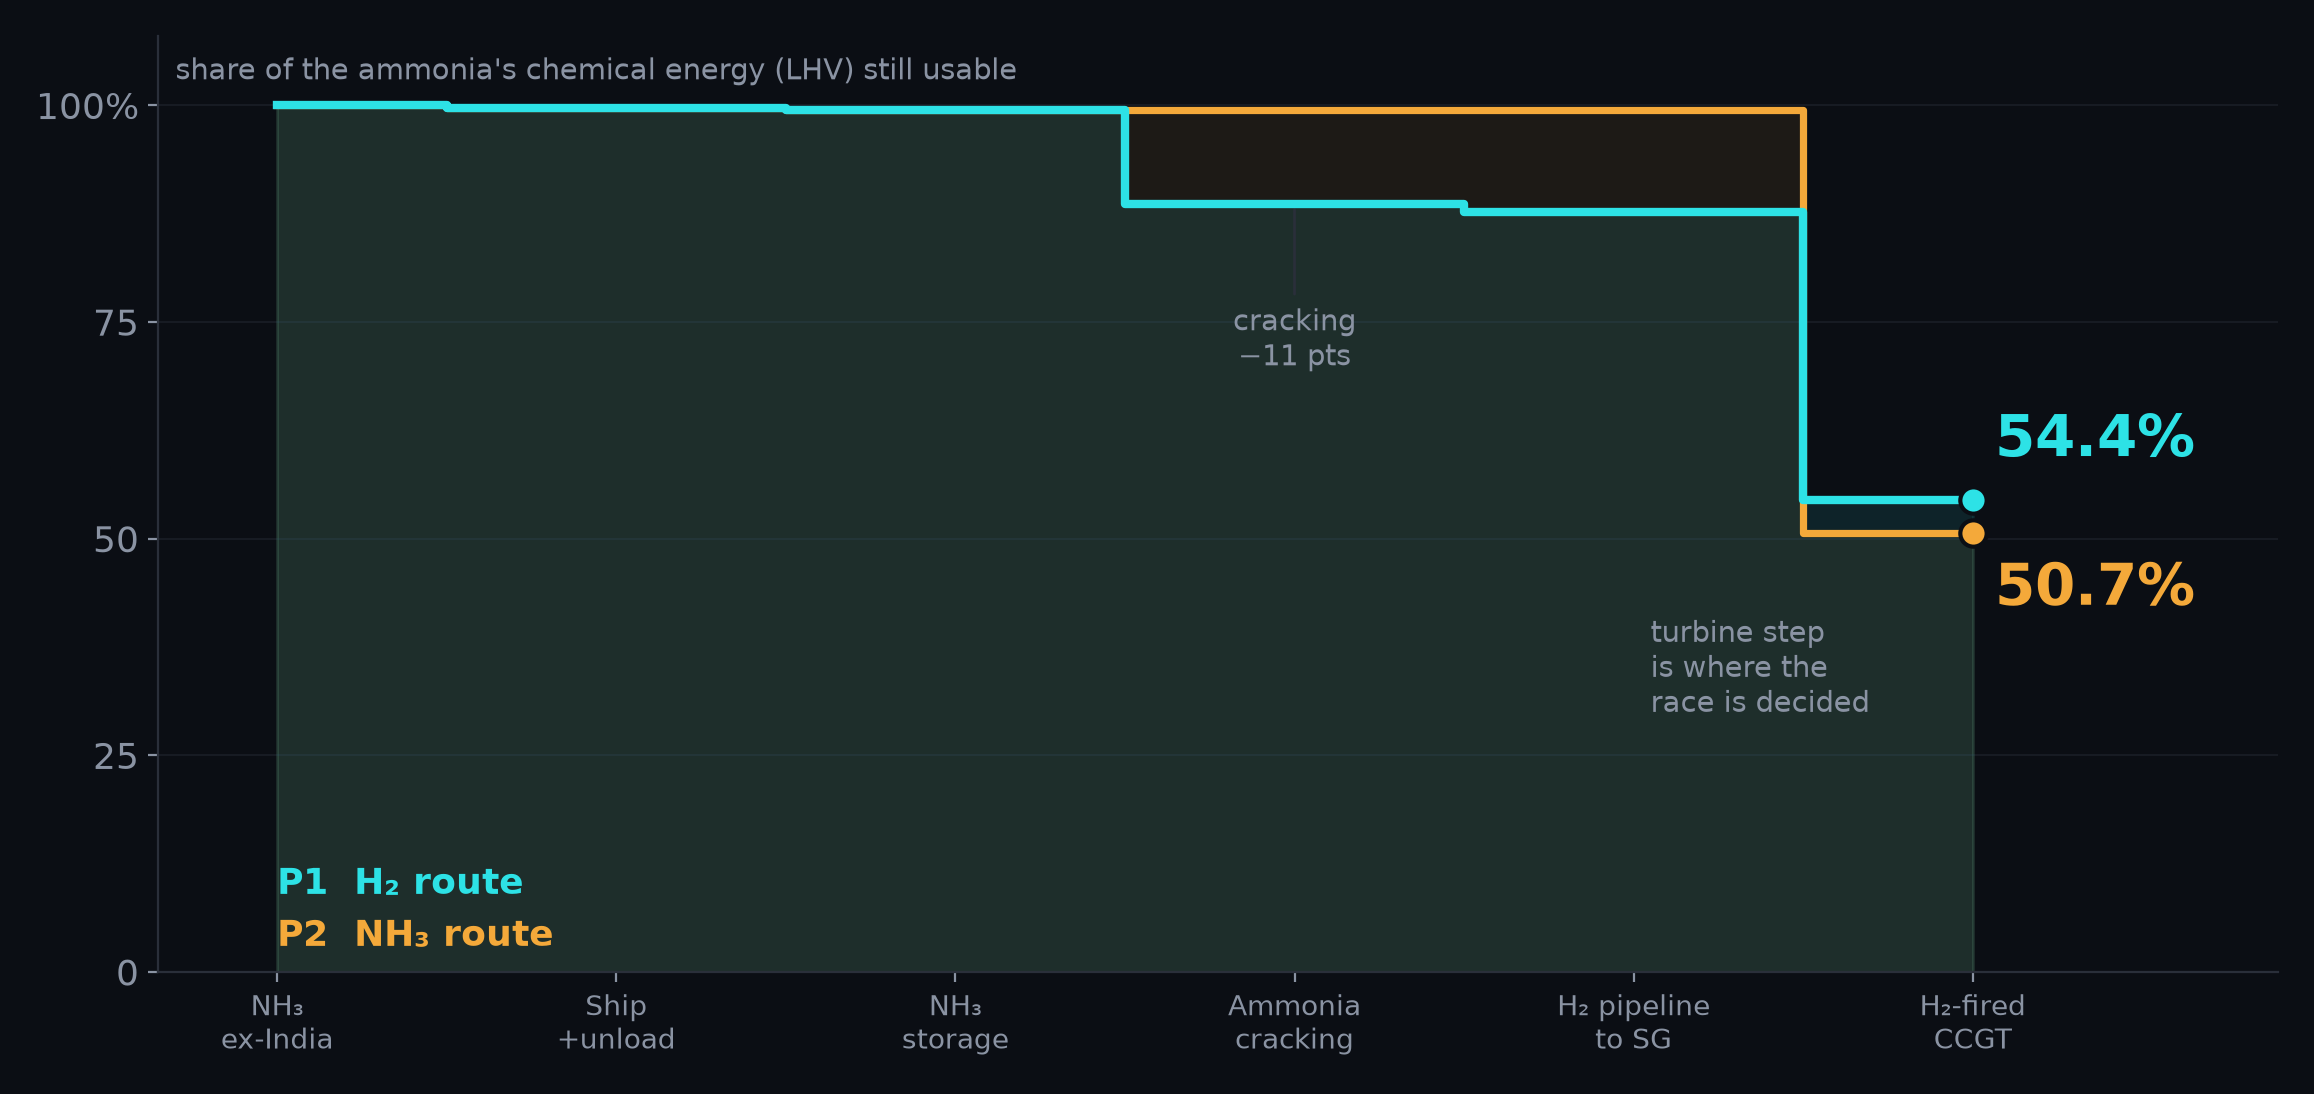 share of the ammonia's chemical energy (LHV) still usable
100%
75
50
25
0
cracking
−11 pts
54.4%
50.7%
turbine step
is where the
race is decided
P1 H₂ route
P2 NH₃ route
NH₃
ex-India
Ship
+unload
NH₃
storage
Ammonia
cracking
H₂ pipeline
to SG
H₂-fired
CCGT